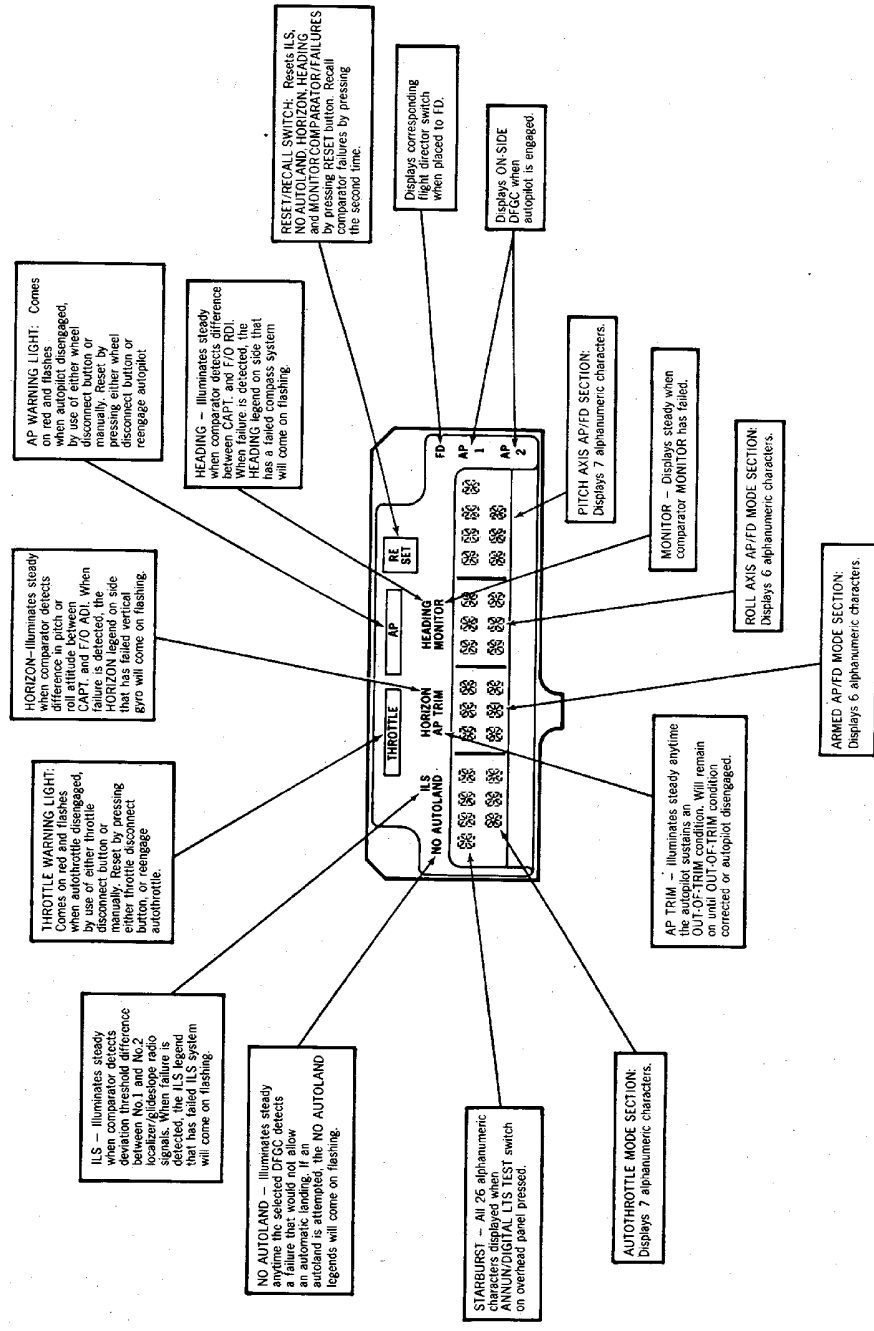 ILS – Illuminates steady
when comparator detects
deviation threshold difference
between No.1 and No.2
localizer/glideslope radio
signals. When failure is
detected, the ILS legend
that has failed ILS system
will come on flashing.
THROTTLE WARNING LIGHT:
Comes on red and flashes
when autothrottle disengaged,
by use of either throttle
disconnect button or
manually. Reset by pressing
either throttle disconnect
button, or reengage
autothrottle.
HORIZON–Illuminates steady
when comparator detects
difference in pitch or
roll attitude between
CAPT. and F/O ADI. When
failure is detected, the
HORIZON legend on side
that has failed vertical
gyro will come on flashing.
AP WARNING LIGHT: Comes
on red and flashes
when autopilot disengaged,
by use of either wheel
disconnect button or
manually. Reset by
pressing either wheel
disconnect button or
reengage autopilot
HEADING – Illuminates steady
when comparator detects difference
between CAPT. and F/O RDI.
When failure is detected, the
HEADING legend on side that
has a failed compass system
will come on flashing.
RESET/RECALL SWITCH: Resets ILS,
NO AUTOLAND, HORIZON, HEADING
and MONITOR COMPARATOR/FAILURES
by pressing RESET button. Recall
comparator failures by pressing
the second time.
NO AUTOLAND – Illuminates steady
anytime the selected DFGC detects
a failure that would not allow
an automatic landing. If an
autoland is attempted, the NO AUTOLAND
legends will come on flashing.
Displays corresponding
flight director switch
when placed to FD.
Displays ON-SIDE
DFGC when
autopilot is engaged.
THROTTLE
AP
RE
SET
ILS
HORIZON
HEADING
NO AUTOLAND
AP TRIM
MONITOR
FD
AP
1
AP
2
STARBURST – All 26 alphanumeric
characters displayed when
ANNUN/DIGITAL LTS TEST switch
on overhead panel pressed.
AUTOTHROTTLE MODE SECTION:
Displays 7 alphanumeric characters.
AP TRIM – Illuminates steady anytime
the autopilot sustains an
OUT-OF-TRIM condition. Will remain
on until OUT-OF-TRIM condition
corrected or autopilot disengaged.
ARMED AP/FD MODE SECTION:
Displays 6 alphanumeric characters.
ROLL AXIS AP/FD MODE SECTION:
Displays 6 alphanumeric characters.
MONITOR – Displays steady when
comparator MONITOR has failed.
PITCH AXIS AP/FD SECTION:
Displays 7 alphanumeric characters.